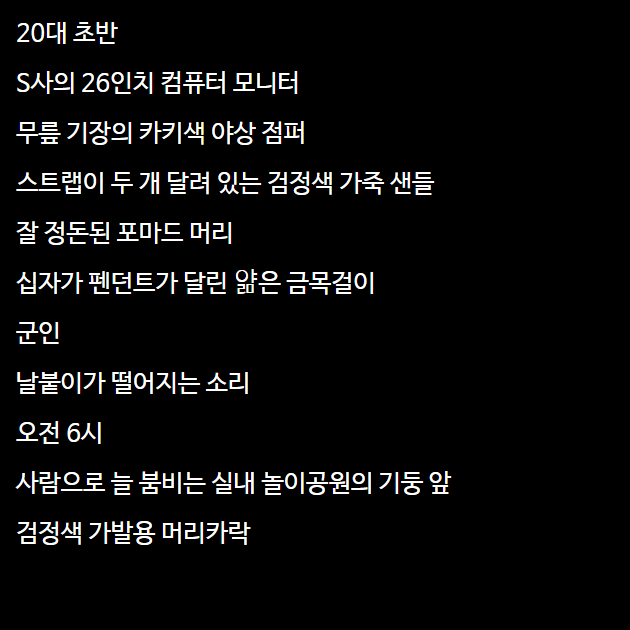 20대 초반
S사의 26인치 컴퓨터 모니터
무릎 기장의 카키색 야상 점퍼
스트랩이 두 개 달려 있는 검정색 가죽 샌들
잘 정돈된 포마드 머리
십자가 펜던트가 달린 얇은 금목걸이
군인
날붙이가 떨어지는 소리
오전 6시
사람으로 늘 붐비는 실내 놀이공원의 기둥 앞
검정색 가발용 머리카락